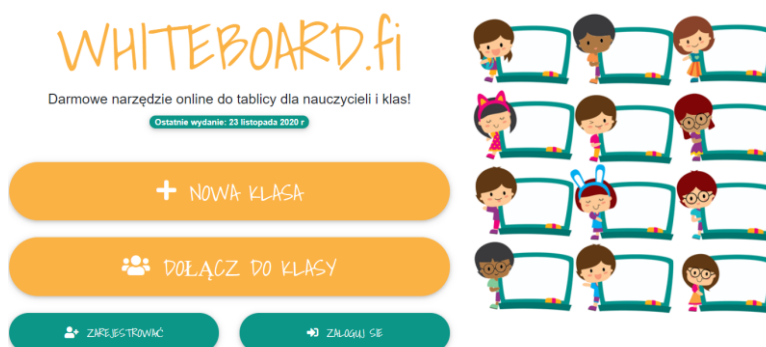 WHITEBOARD.fi
Darmowe narzędzie online do tablicy dla nauczycieli i klas!
Ostatnie wydanie: 23 listopada 2020 r
NOWA KLASA
DOŁĄCZ DO KLASY
ZAREJESTROWAĆ
ZALOGUJ SIE